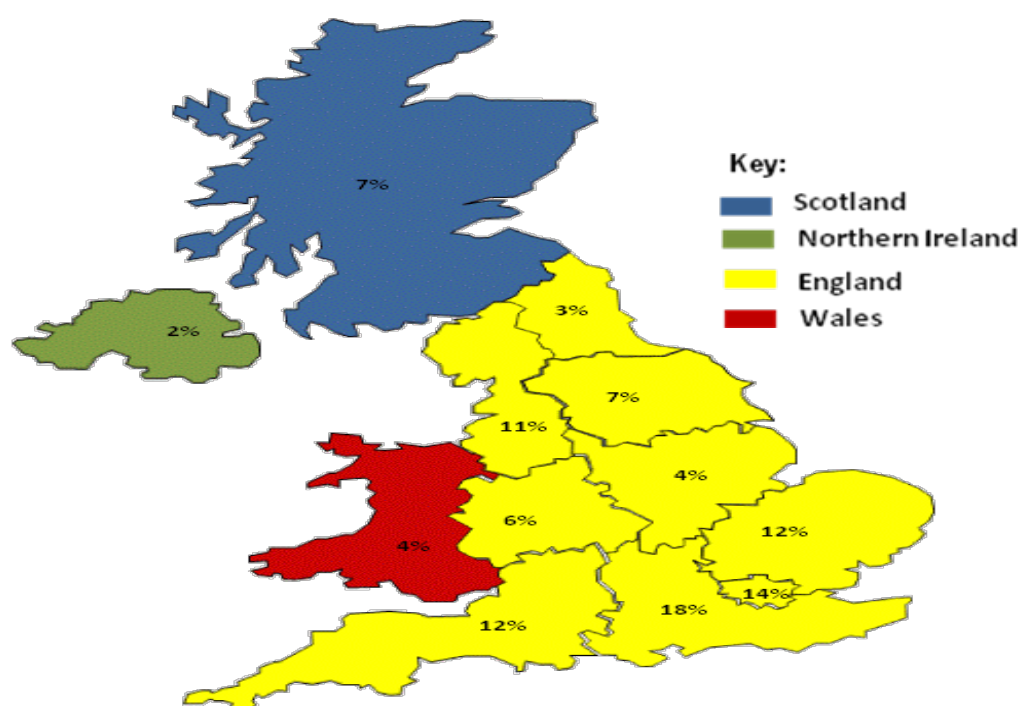 7%
Key:
Scotland
Northern Ireland
England
Wales
3%
2%
7%
11%
4%
6%
12%
4%
14%
18%
12%